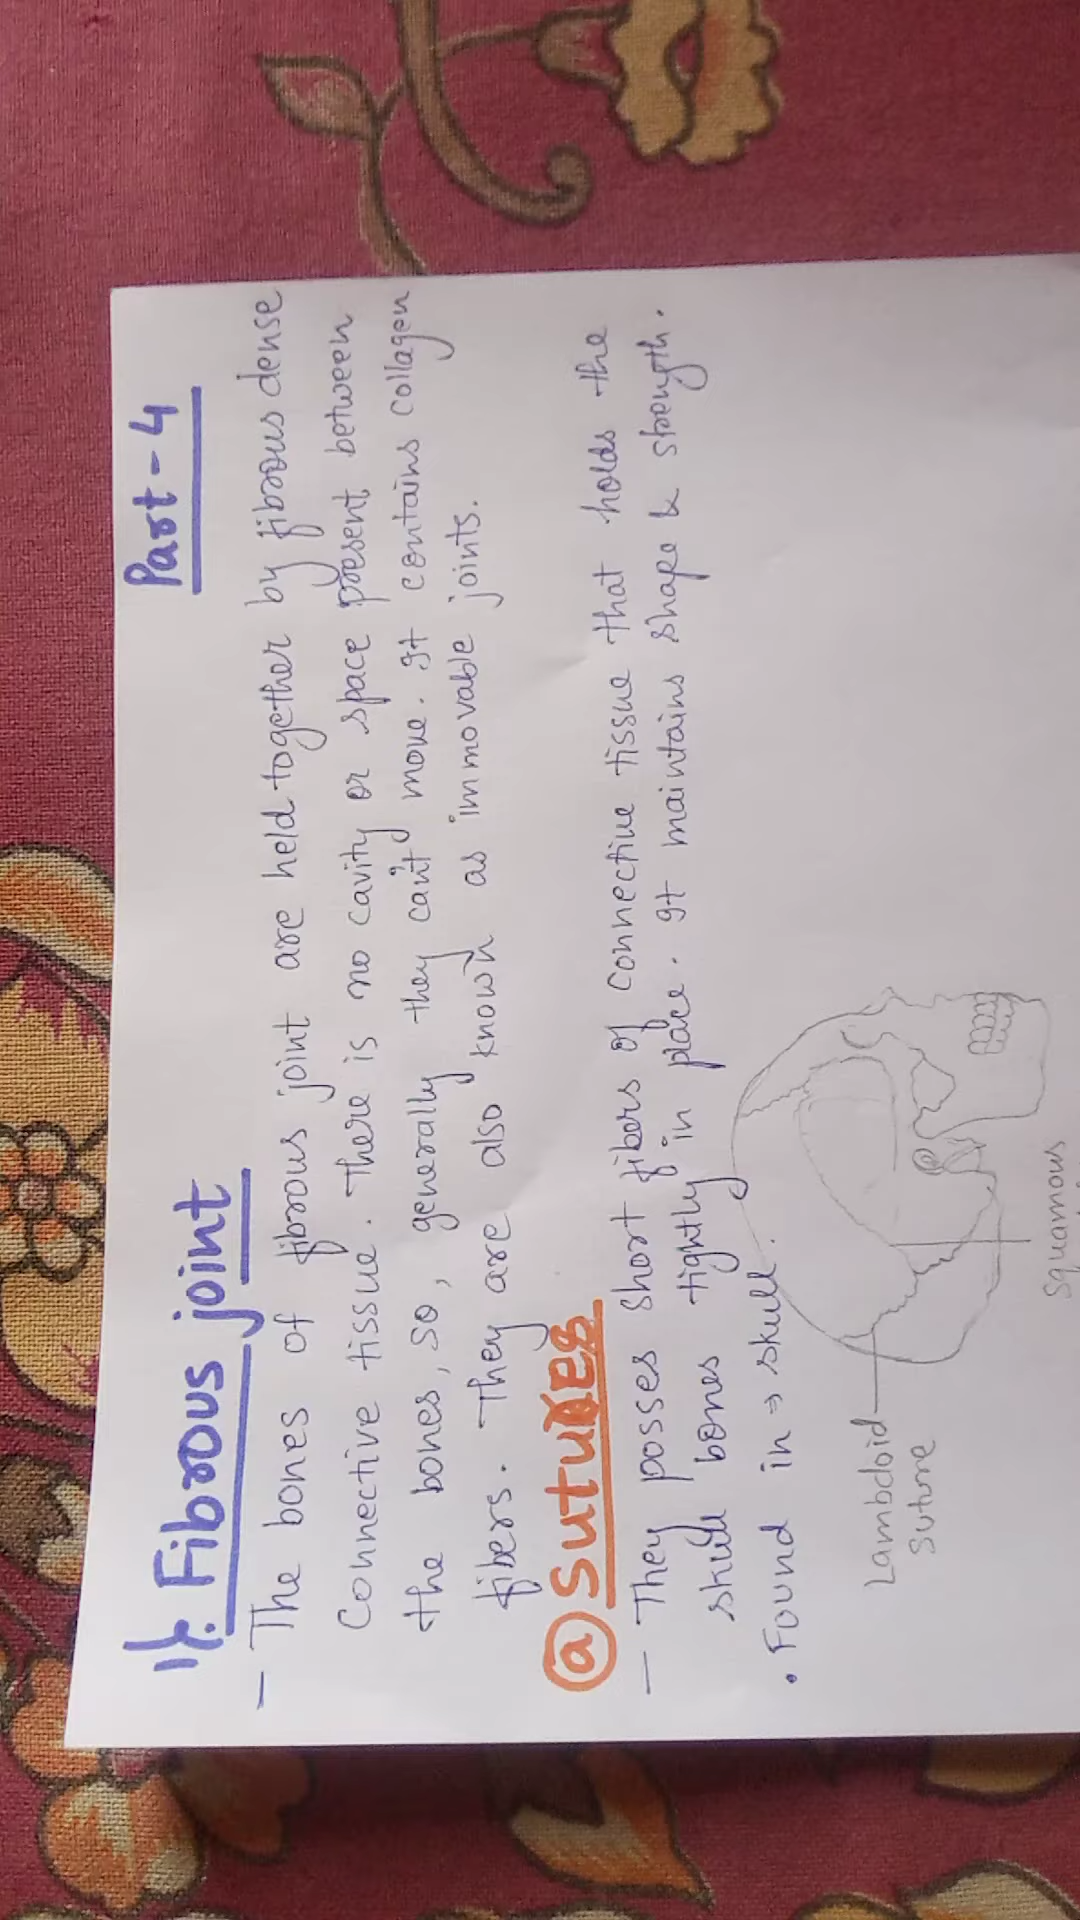 Part-4
1}. Fibrous joint
- The bones of fibrous joint are held together by fibrous dense
Connective tissue. There is no cavity or space present between
the bones, so, generally they can't move. It contains collagen
fibers. They are also known as immovable joints.
(a) Sutures
- They posses short fibers of connective tissue that holds the
skull bones tightly in place. It maintains shape & strength.
• Found in → skull.
Lambdoid
Suture
Squamous